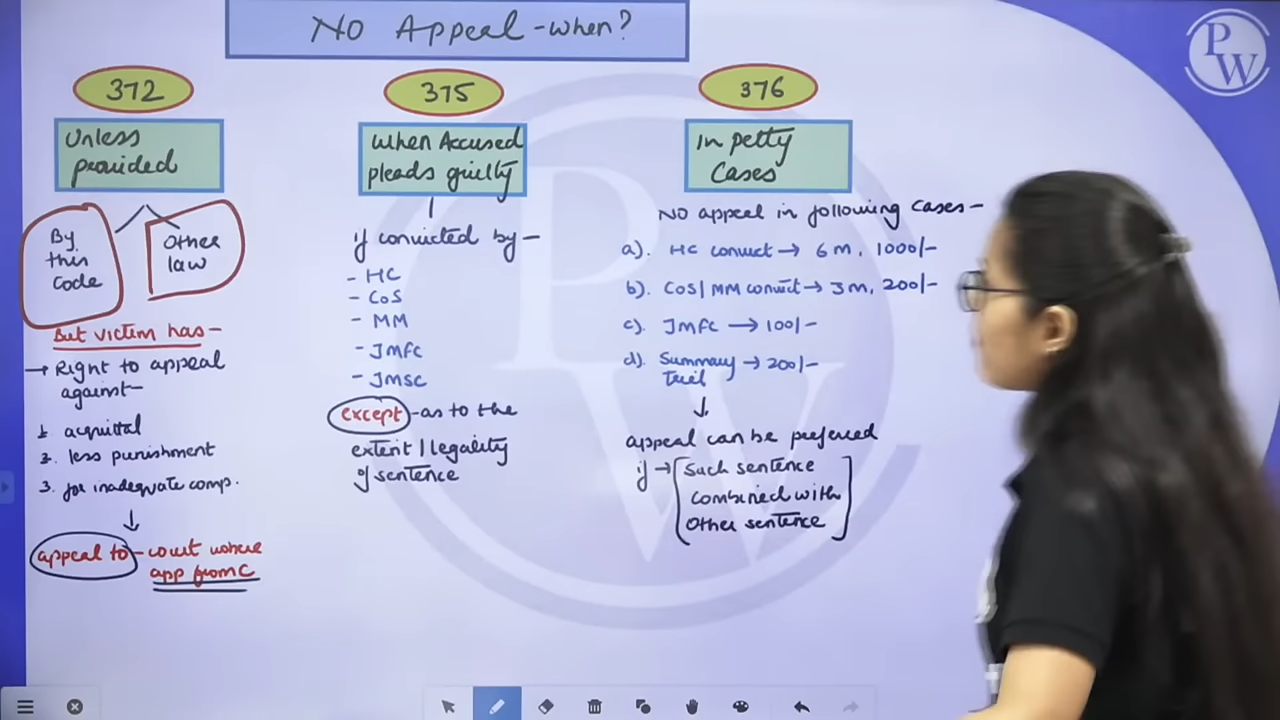 No Appeal - when?
372
Unless
provided
By
this
Code
Other
law
But victim has -
→ Right to appeal
against -
1. acquittal
2. less punishment
3. for inadequate comp.
appeal to - court where
app from C
375
When Accused
pleads guilty
if convicted by -
- HC
- COS
- MM
- JMFC
- JMSC
except - as to the
extent / legality
of sentence
376
In petty
Cases
No appeal in following cases -
a). HC convict → 6 m, 1000/-
b). COS/ MM convict → 3m, 200/-
c). JMFC → 100/-
d). Summary → 200/-
trial
appeal can be preferred
if → Such sentence
Combined with
Other sentence
PW